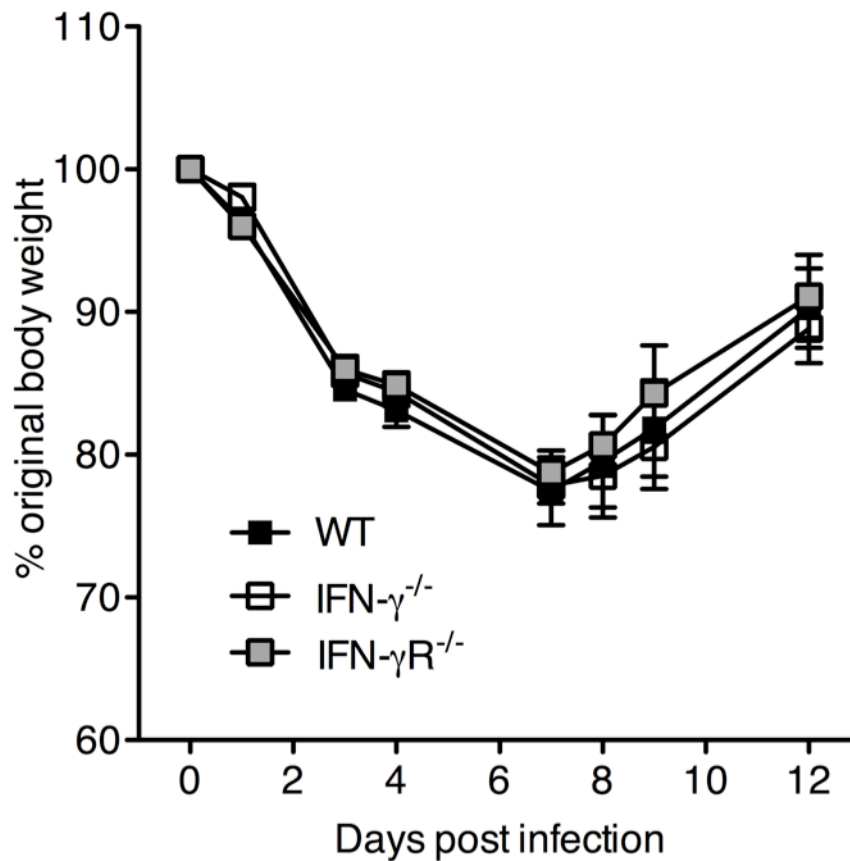 110
100
90
80
70
60
% original body weight
WT
IFN-γ-/-
IFN-γR-/-
0 2 4 6 8 10 12
Days post infection